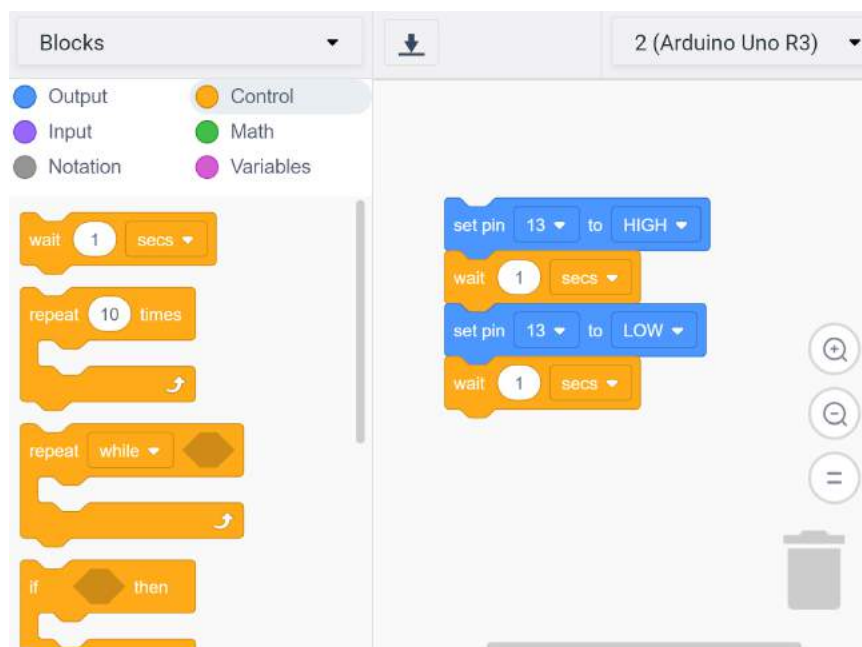 Blocks
2 (Arduino Uno R3)
Output
Control
Input
Math
Notation
Variables
wait 1 secs
repeat 10 times
repeat while
if then
set pin 13 to HIGH
wait 1 secs
set pin 13 to LOW
wait 1 secs